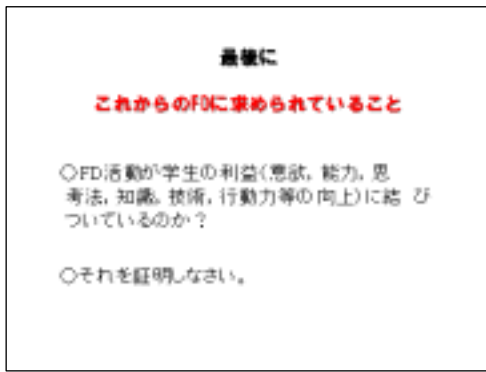 最後に
これからのFDに求められていること
○FD活動が学生の利益(意欲, 能力, 思
考法, 知識, 技術, 行動力等の向上)に結 び
ついているのか？
○それを証明しなさい。